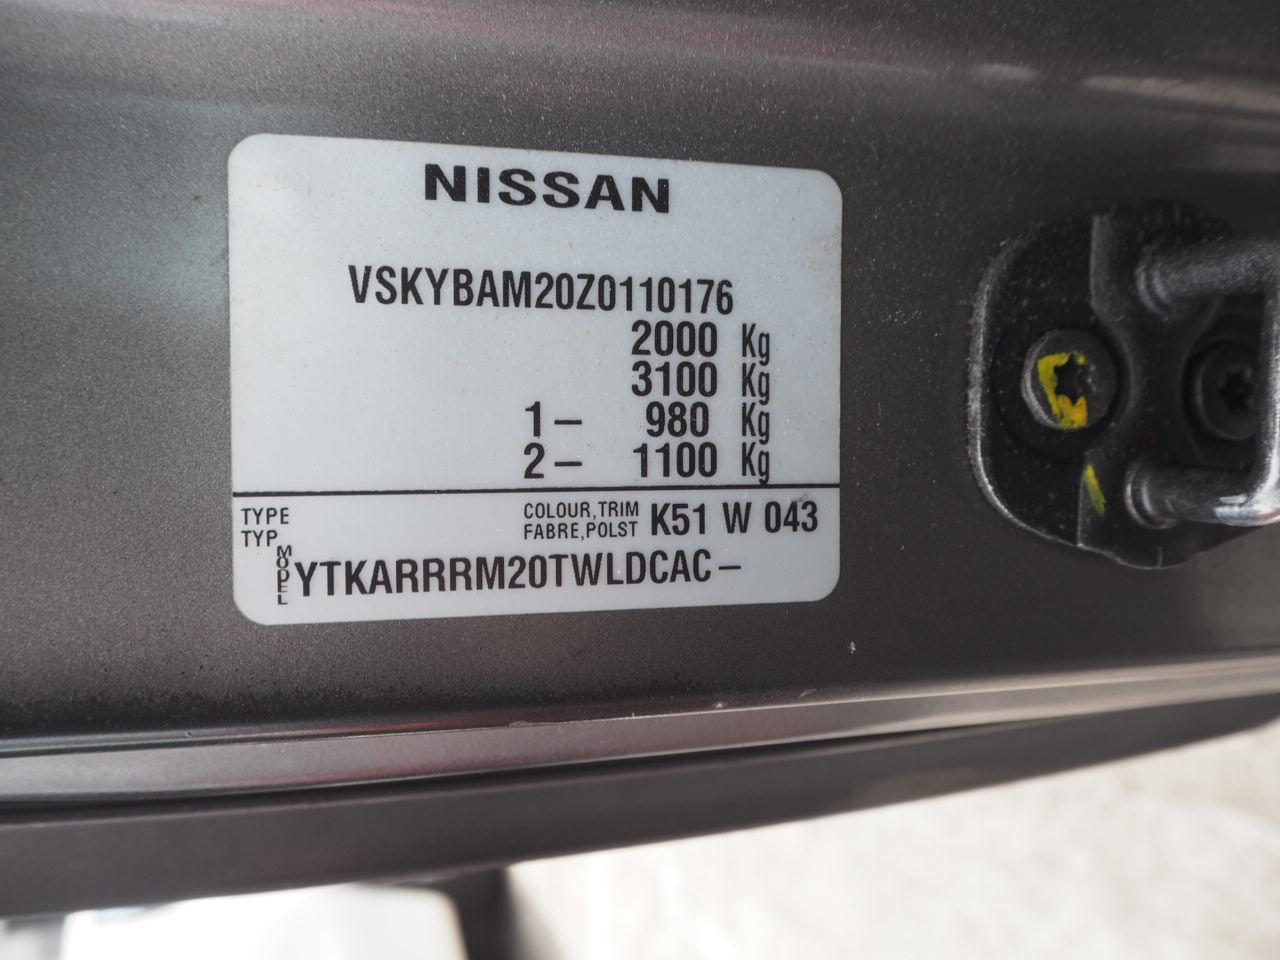 NISSAN
VSKYBAM20Z0110176
2000 Kg
3100 Kg
1– 980 Kg
2– 1100 Kg
TYPE COLOUR,TRIM K51 W 043
TYP FABRE,POLST
MODEL YTKARRRM20TWLDCAC–